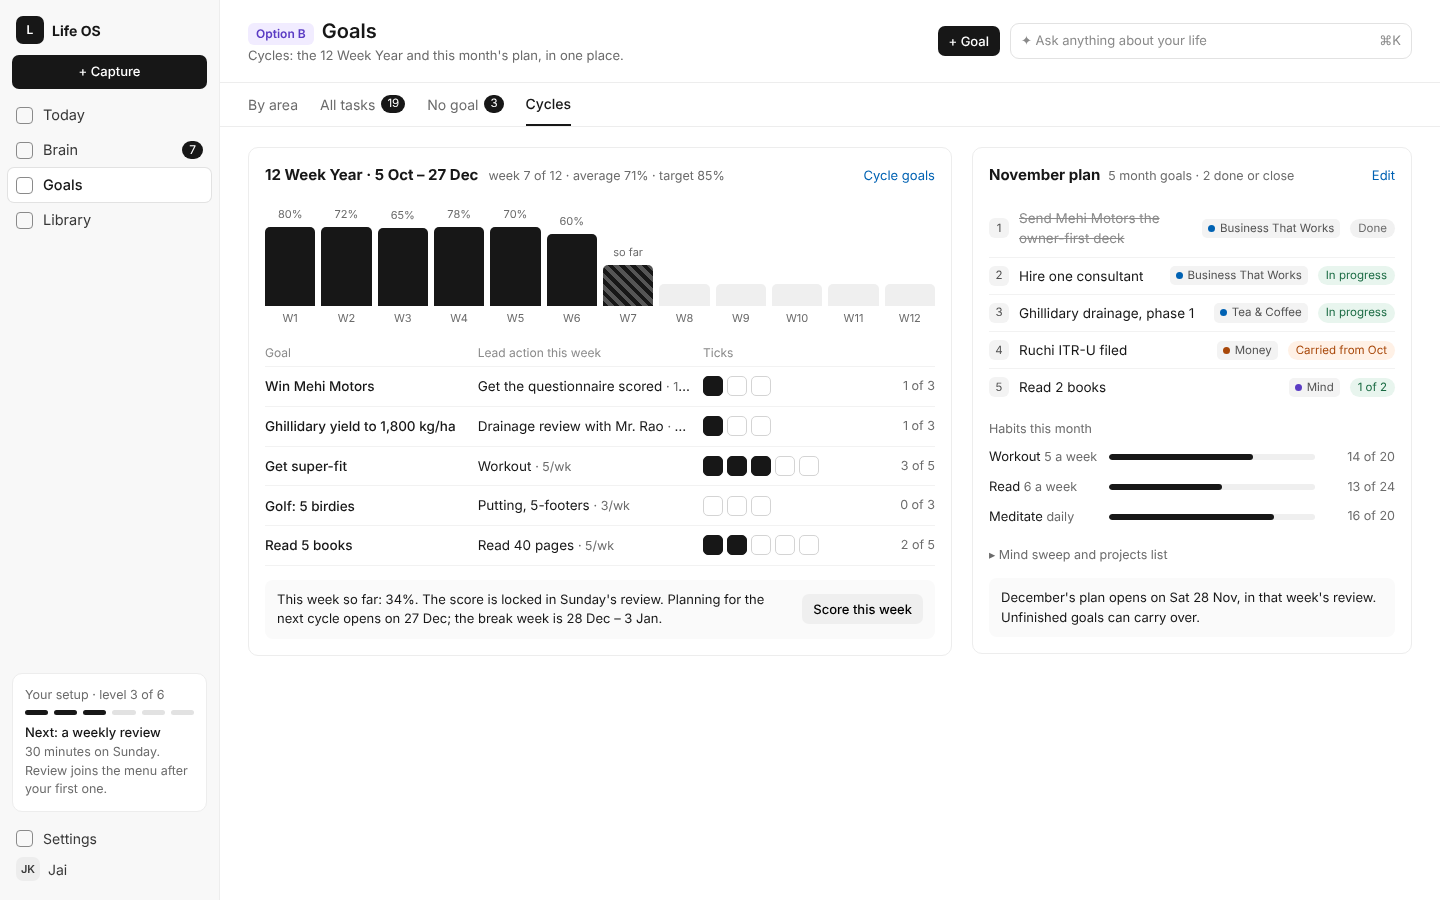 L Life OS
+ Capture
Today
Brain 7
Goals
Library
Your setup · level 3 of 6
Next: a weekly review
30 minutes on Sunday.
Review joins the menu after
your first one.
Settings
JK Jai
Option B Goals
Cycles: the 12 Week Year and this month's plan, in one place.
+ Goal
✦ Ask anything about your life ⌘K
By area All tasks 19 No goal 3 Cycles
12 Week Year · 5 Oct – 27 Dec week 7 of 12 · average 71% · target 85% Cycle goals
80% 72% 65% 78% 70% 60% so far
W1 W2 W3 W4 W5 W6 W7 W8 W9 W10 W11 W12
Goal Lead action this week Ticks
Win Mehi Motors Get the questionnaire scored · 1... 1 of 3
Ghillidary yield to 1,800 kg/ha Drainage review with Mr. Rao · ... 1 of 3
Get super-fit Workout · 5/wk 3 of 5
Golf: 5 birdies Putting, 5-footers · 3/wk 0 of 3
Read 5 books Read 40 pages · 5/wk 2 of 5
This week so far: 34%. The score is locked in Sunday's review. Planning for the
next cycle opens on 27 Dec; the break week is 28 Dec – 3 Jan.
Score this week
November plan 5 month goals · 2 done or close Edit
1 Send Mehi Motors the
owner-first deck
Business That Works Done
2 Hire one consultant Business That Works In progress
3 Ghillidary drainage, phase 1 Tea & Coffee In progress
4 Ruchi ITR-U filed Money Carried from Oct
5 Read 2 books Mind 1 of 2
Habits this month
Workout 5 a week 14 of 20
Read 6 a week 13 of 24
Meditate daily 16 of 20
▸ Mind sweep and projects list
December's plan opens on Sat 28 Nov, in that week's review.
Unfinished goals can carry over.